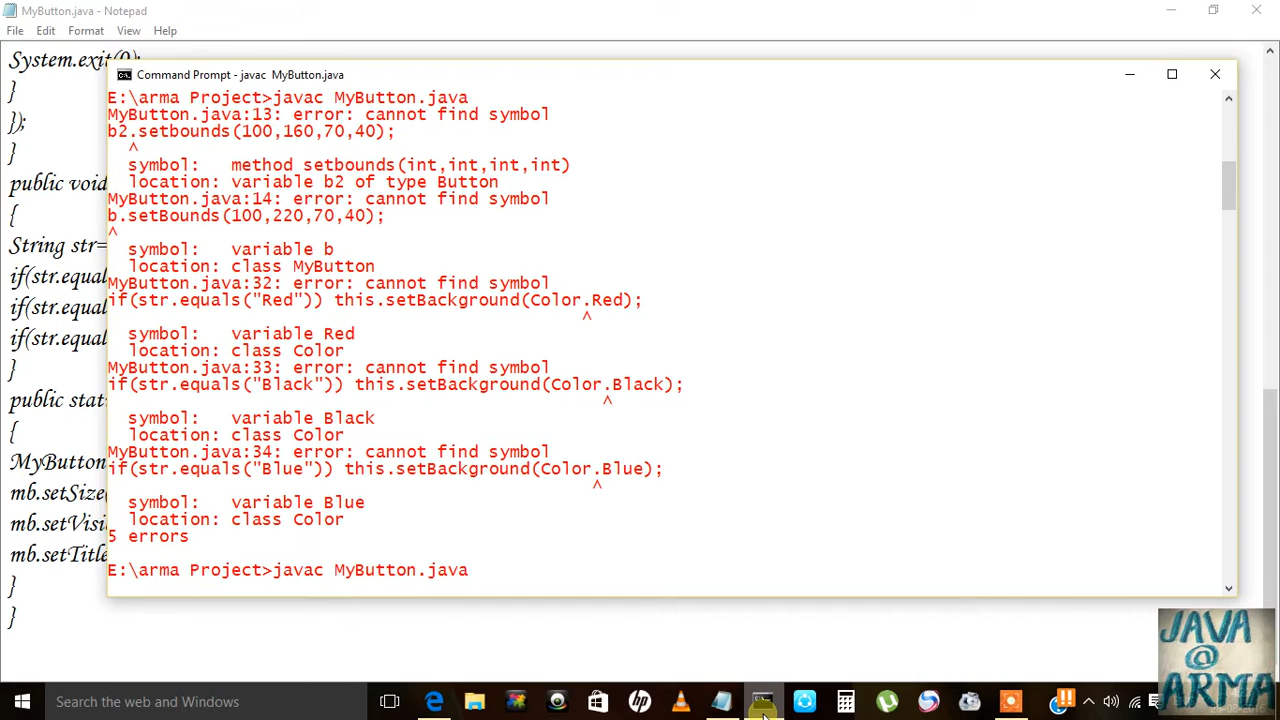 MyButton.java - Notepad
File Edit Format View Help
System.exit(0);
}
});
}
public void
{
String str=
if(str.equal
if(str.equal
if(str.equal
}
public stat
{
MyButton
mb.setSize(
mb.setVisi
mb.setTitle
}
}
Command Prompt - javac MyButton.java
E:\arma Project>javac MyButton.java
MyButton.java:13: error: cannot find symbol
b2.setbounds(100,160,70,40);
^
symbol: method setbounds(int,int,int,int)
location: variable b2 of type Button
MyButton.java:14: error: cannot find symbol
b.setBounds(100,220,70,40);
^
symbol: variable b
location: class MyButton
MyButton.java:32: error: cannot find symbol
if(str.equals("Red")) this.setBackground(Color.Red);
^
symbol: variable Red
location: class Color
MyButton.java:33: error: cannot find symbol
if(str.equals("Black")) this.setBackground(Color.Black);
^
symbol: variable Black
location: class Color
MyButton.java:34: error: cannot find symbol
if(str.equals("Blue")) this.setBackground(Color.Blue);
^
symbol: variable Blue
location: class Color
5 errors
E:\arma Project>javac MyButton.java
JAVA
@
ARMA
Search the web and Windows